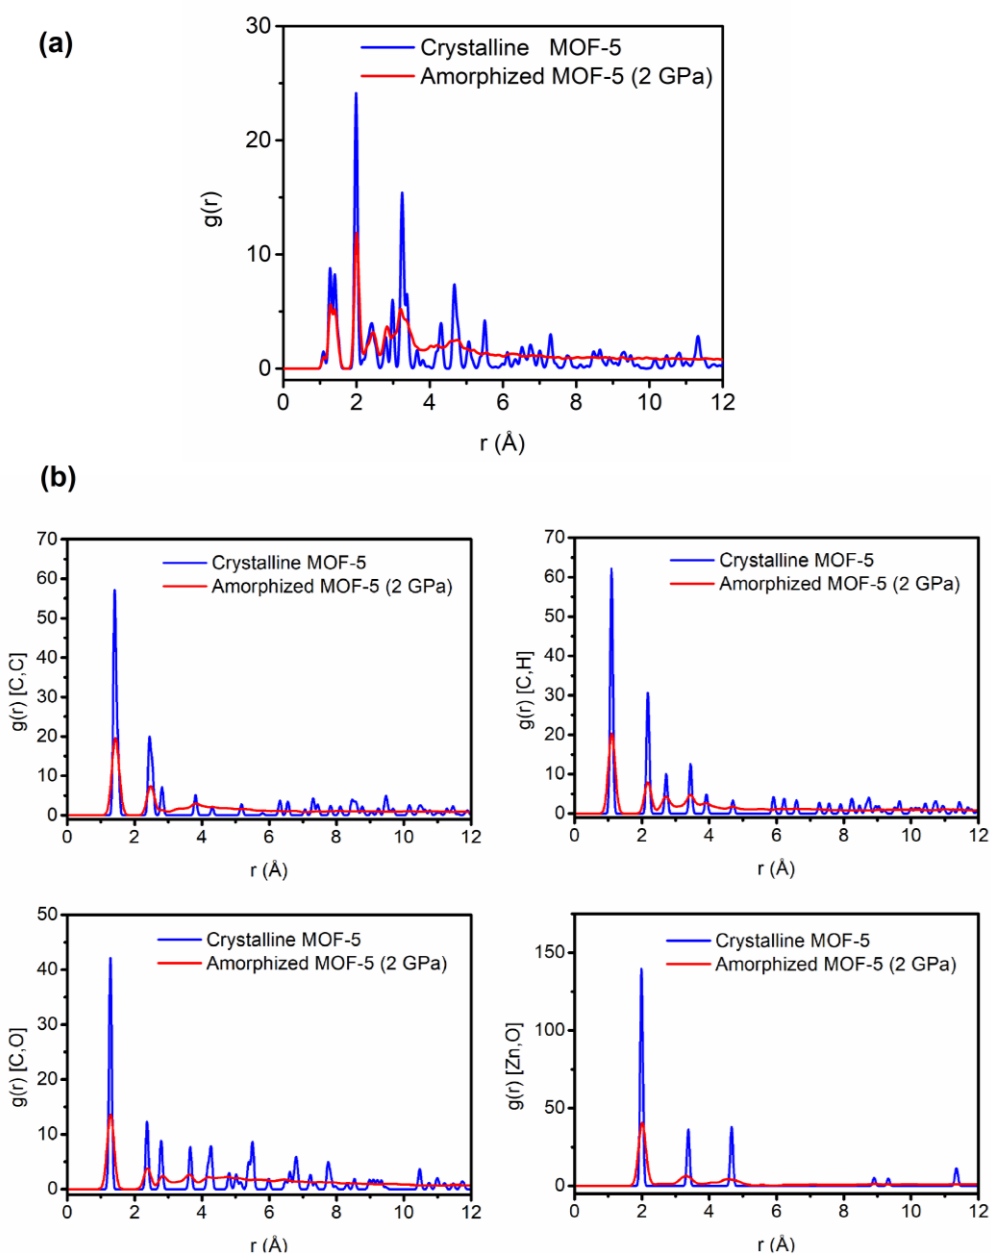 (a)
30
Crystalline MOF-5
Amorphized MOF-5 (2 GPa)
20
g(r)
10
0
0 2 4 6 8 10 12
r (Å)
(b)
70
Crystalline MOF-5
Amorphized MOF-5 (2 GPa)
60
50
40
g(r) [C,C]
30
20
10
0
0 2 4 6 8 10 12
r (Å)
70
Crystalline MOF-5
Amorphized MOF-5 (2 GPa)
60
50
40
g(r) [C,H]
30
20
10
0
0 2 4 6 8 10 12
r (Å)
50
Crystalline MOF-5
Amorphized MOF-5 (2 GPa)
40
30
g(r) [C,O]
20
10
0
0 2 4 6 8 10 12
r (Å)
150
Crystalline MOF-5
Amorphized MOF-5 (2 GPa)
100
g(r) [Zn,O]
50
0
0 2 4 6 8 10 12
r (Å)